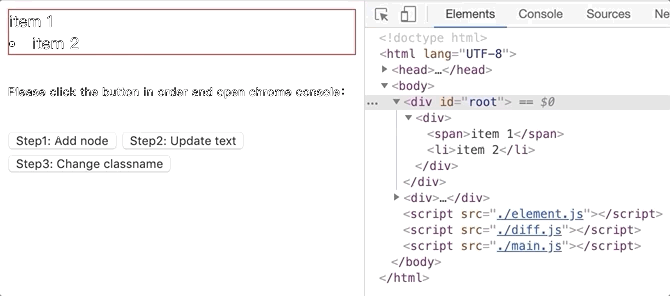 item 1
item 2
Please click the button in order and open chrome console:
Step1: Add node
Step2: Update text
Step3: Change classname
Elements
Console
Sources
<!doctype html>
<html lang="UTF-8">
<head>…</head>
<body>
<div id="root"> == $0
<div>
<span>item 1</span>
<li>item 2</li>
</div>
</div>
<div>…</div>
<script src="./element.js"></script>
<script src="./diff.js"></script>
<script src="./main.js"></script>
</body>
</html>